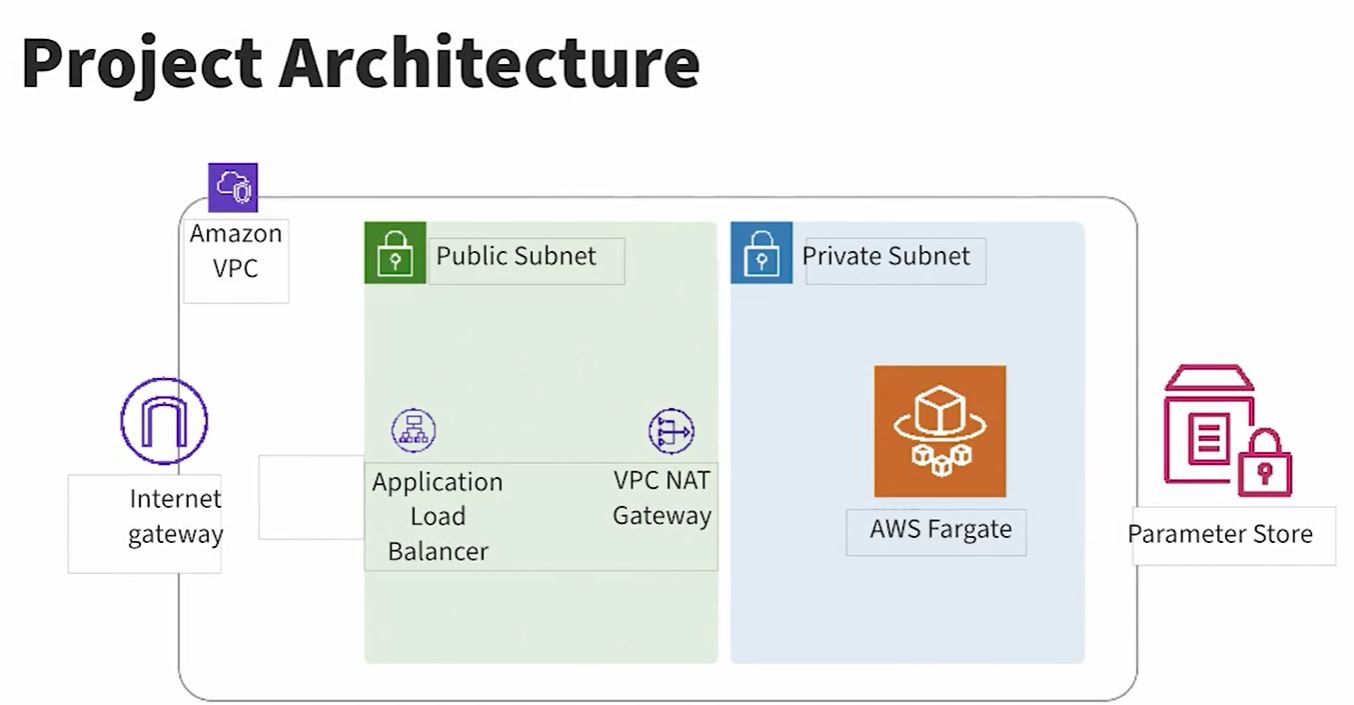 Project Architecture
Amazon
VPC
Public Subnet
Private Subnet
Internet
gateway
Application
Load
Balancer
VPC NAT
Gateway
AWS Fargate
Parameter Store